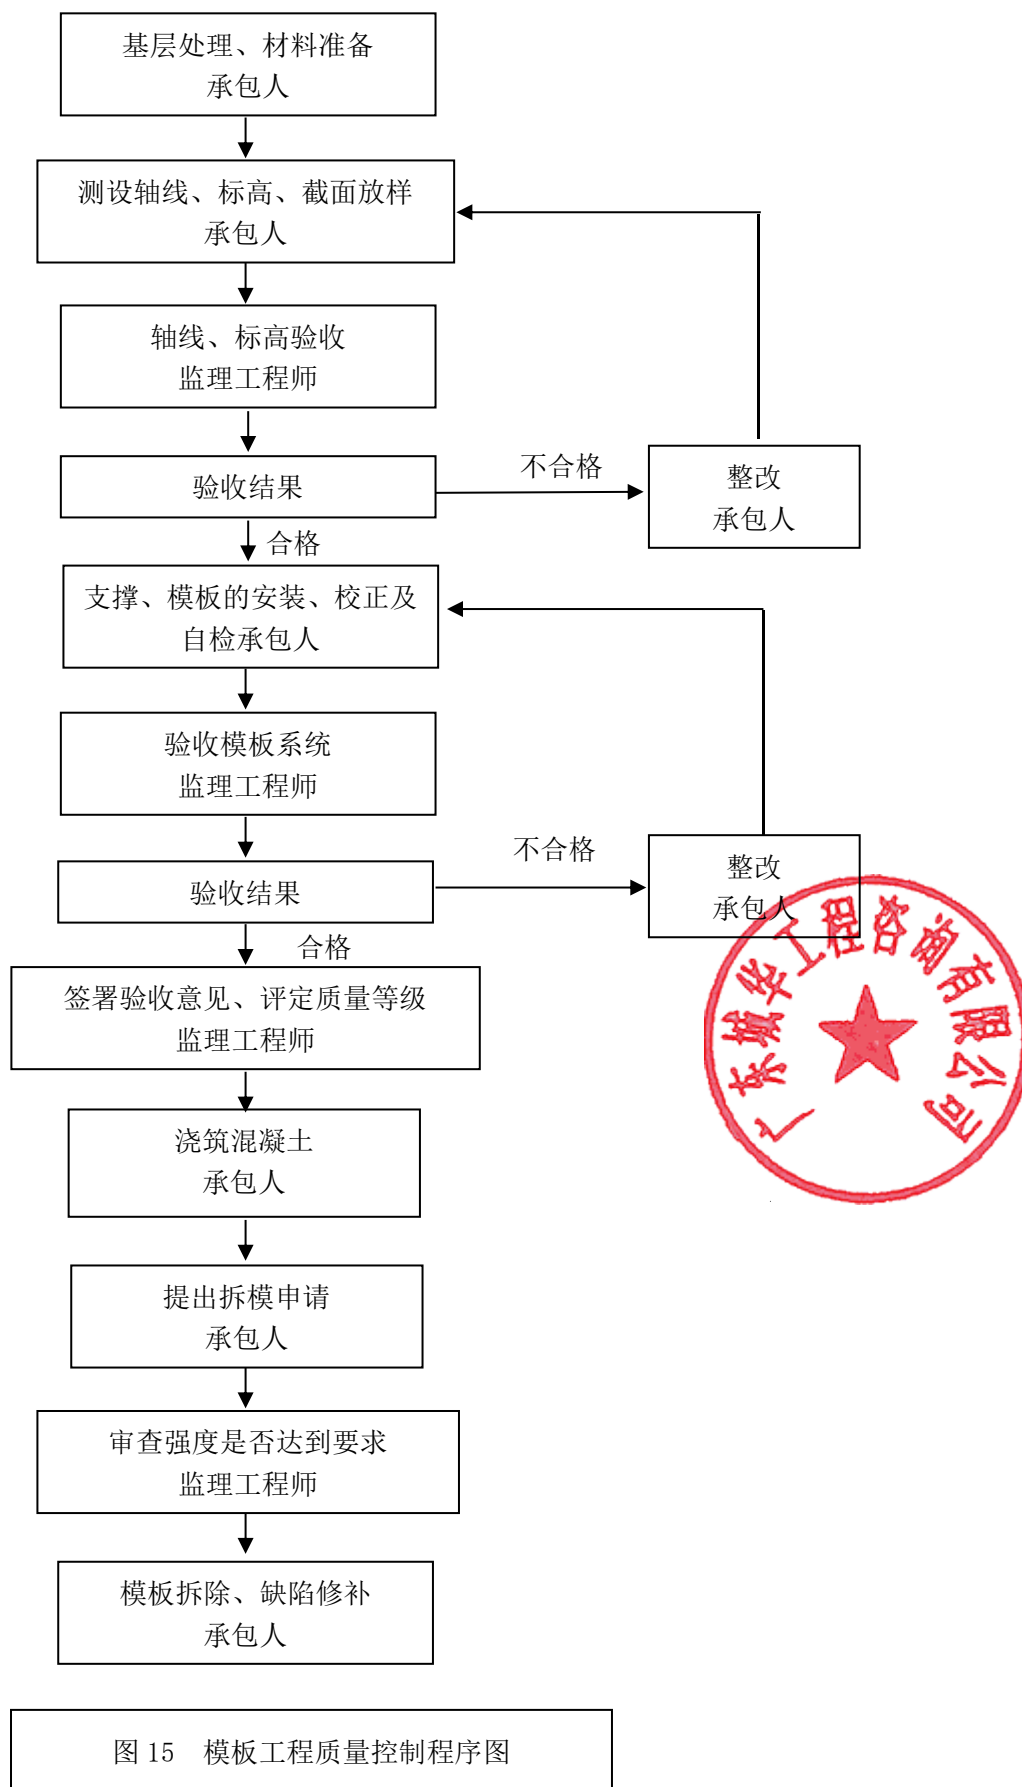 基层处理、材料准备
承包人
测设轴线、标高、截面放样
承包人
轴线、标高验收
监理工程师
验收结果
不合格
整改
承包人
合格
支撑、模板的安装、校正及
自检承包人
验收模板系统
监理工程师
验收结果
不合格
整改
承包人
合格
签署验收意见、评定质量等级
监理工程师
浇筑混凝土
承包人
提出拆模申请
承包人
审查强度是否达到要求
监理工程师
模板拆除、缺陷修补
承包人
图 15 模板工程质量控制程序图
广东城华工程咨询有限公司